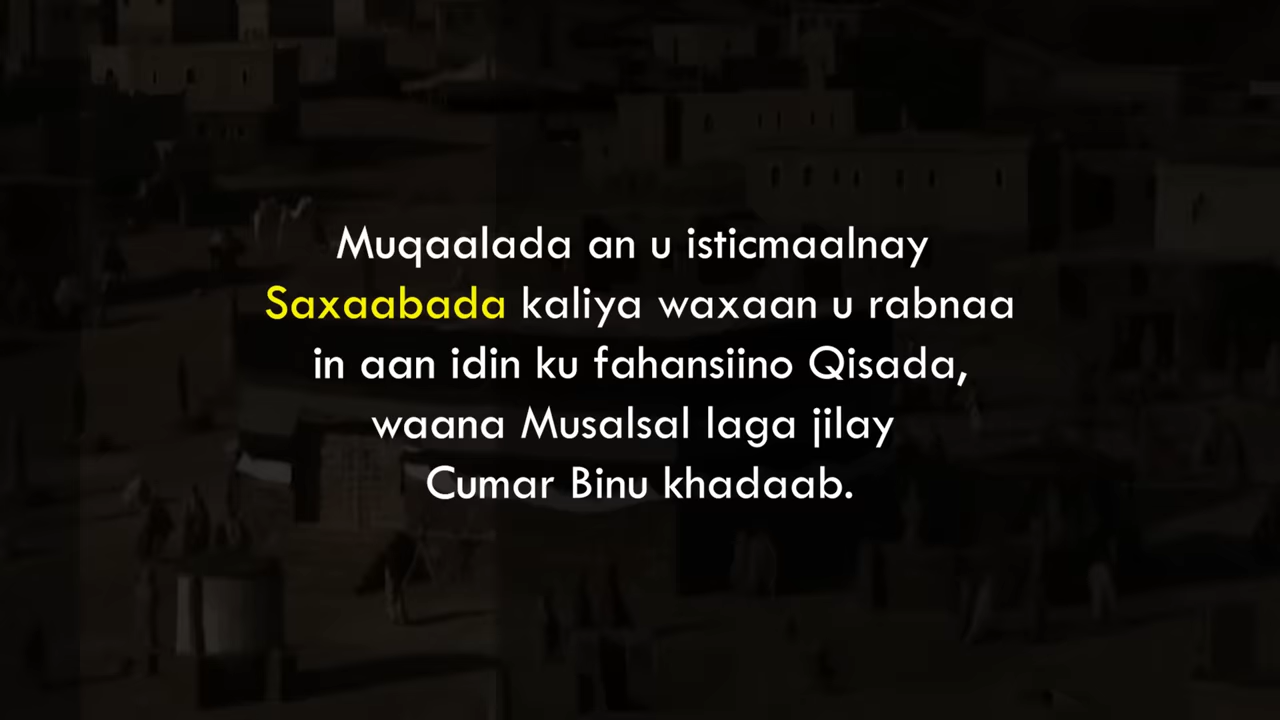 Muqaalada an u isticmaalnay
Saxaabada kaliya waxaan u rabnaa
in aan idin ku fahansiino Qisada,
waana Musalsal laga jilay
Cumar Binu khadaab.